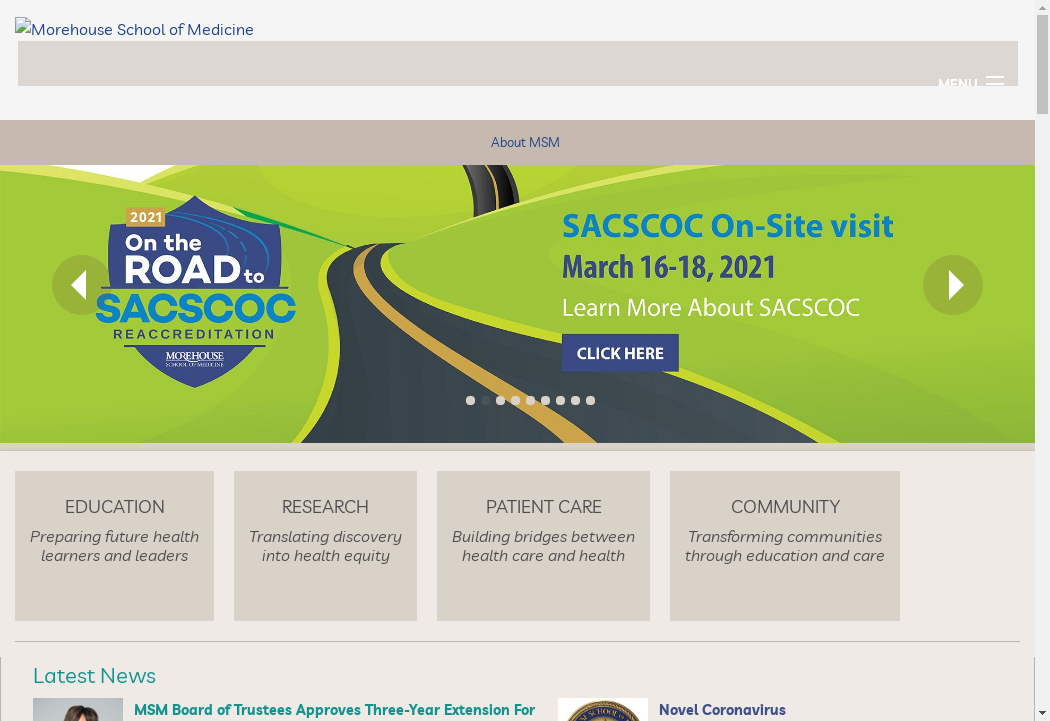 Morehouse School of Medicine
MENU
About MSM
2021
On the
ROAD to
SACSCOC
REACCREDITATION
MOREHOUSE
SCHOOL OF MEDICINE
SACSCOC On-Site visit
March 16-18, 2021
Learn More About SACSCOC
CLICK HERE
EDUCATION
Preparing future health
learners and leaders
RESEARCH
Translating discovery
into health equity
PATIENT CARE
Building bridges between
health care and health
COMMUNITY
Transforming communities
through education and care
Latest News
MSM Board of Trustees Approves Three-Year Extension For
Novel Coronavirus